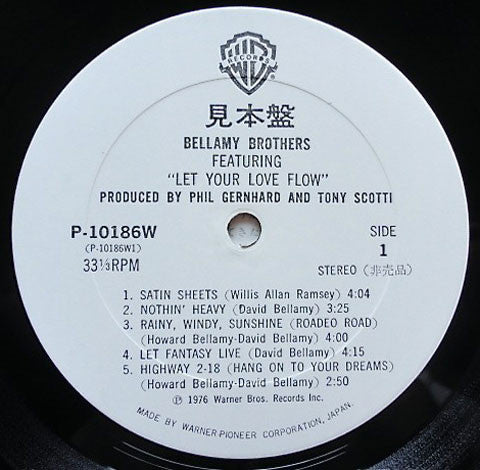 RECORDS
見本盤
BELLAMY BROTHERS
FEATURING
"LET YOUR LOVE FLOW"
PRODUCED BY PHIL GERNHARD AND TONY SCOTTI
P-10186W
(P-10186W1)
33⅓RPM
SIDE
1
STEREO (非売品)
1. SATIN SHEETS (Willis Allan Ramsey) 4:04
2. NOTHIN' HEAVY (David Bellamy) 3:25
3. RAINY, WINDY, SUNSHINE (ROADEO ROAD)
(Howard Bellamy-David Bellamy) 4:00
4. LET FANTASY LIVE (David Bellamy) 4:15
5. HIGHWAY 2-18 (HANG ON TO YOUR DREAMS)
(Howard Bellamy-David Bellamy) 2:50
℗ 1976 Warner Bros. Records Inc.
MADE BY WARNER-PIONEER CORPORATION, JAPAN.